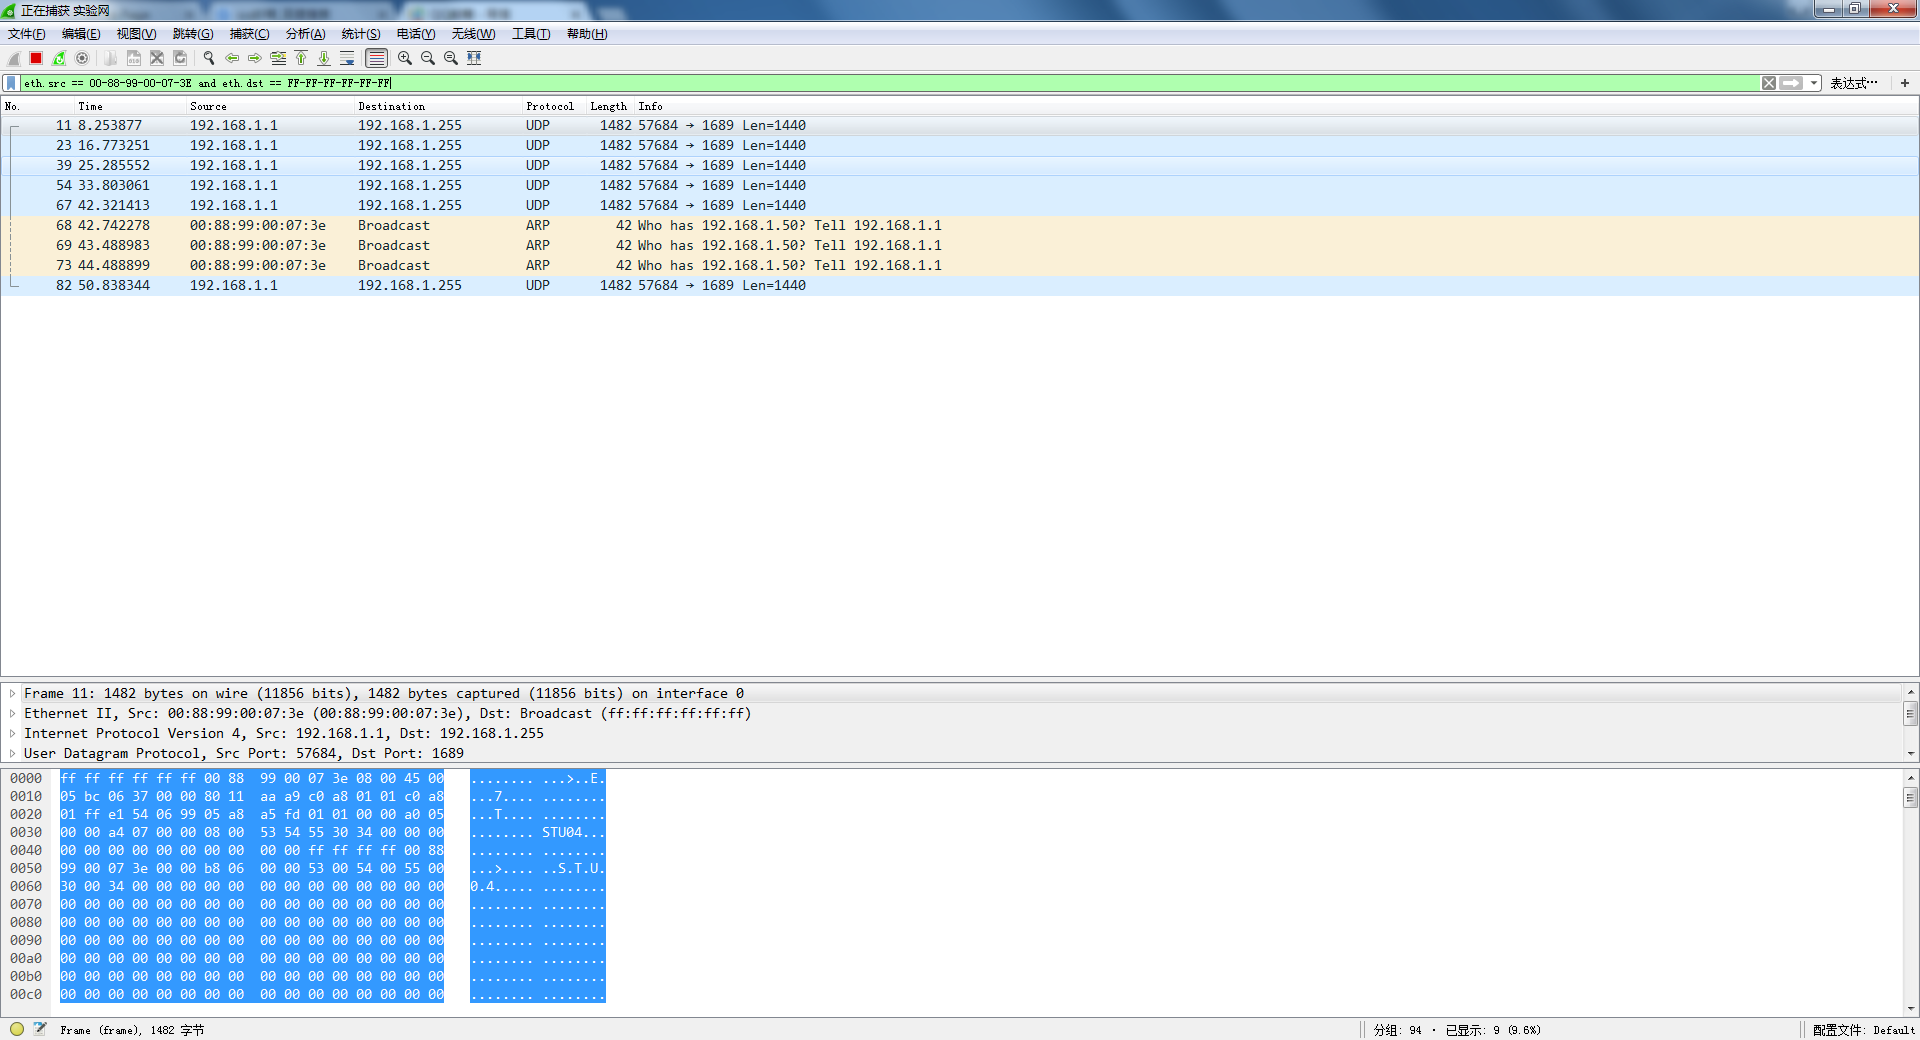 正在捕获 实验网
文件(F) 编辑(E) 视图(V) 跳转(G) 捕获(C) 分析(A) 统计(S) 电话(Y) 无线(W) 工具(T) 帮助(H)
eth.src == 00-88-99-00-07-3E and eth.dst == FF-FF-FF-FF-FF-FF 表达式… +
No. Time Source Destination Protocol Length Info
11 8.253877 192.168.1.1 192.168.1.255 UDP 1482 57684 → 1689 Len=1440
23 16.773251 192.168.1.1 192.168.1.255 UDP 1482 57684 → 1689 Len=1440
39 25.285552 192.168.1.1 192.168.1.255 UDP 1482 57684 → 1689 Len=1440
54 33.803061 192.168.1.1 192.168.1.255 UDP 1482 57684 → 1689 Len=1440
67 42.321413 192.168.1.1 192.168.1.255 UDP 1482 57684 → 1689 Len=1440
68 42.742278 00:88:99:00:07:3e Broadcast ARP 42 Who has 192.168.1.50? Tell 192.168.1.1
69 43.488983 00:88:99:00:07:3e Broadcast ARP 42 Who has 192.168.1.50? Tell 192.168.1.1
73 44.488899 00:88:99:00:07:3e Broadcast ARP 42 Who has 192.168.1.50? Tell 192.168.1.1
82 50.838344 192.168.1.1 192.168.1.255 UDP 1482 57684 → 1689 Len=1440
Frame 11: 1482 bytes on wire (11856 bits), 1482 bytes captured (11856 bits) on interface 0
Ethernet II, Src: 00:88:99:00:07:3e (00:88:99:00:07:3e), Dst: Broadcast (ff:ff:ff:ff:ff:ff)
Internet Protocol Version 4, Src: 192.168.1.1, Dst: 192.168.1.255
User Datagram Protocol, Src Port: 57684, Dst Port: 1689
0000 ff ff ff ff ff ff 00 88 99 00 07 3e 08 00 45 00 ........ ...>..E.
0010 05 bc 06 37 00 00 80 11 aa a9 c0 a8 01 01 c0 a8 ...7.... ........
0020 01 ff e1 54 06 99 05 a8 a5 fd 01 01 00 00 a0 05 ...T.... ........
0030 00 00 a4 07 00 00 08 00 53 54 55 30 34 00 00 00 ........ STU04...
0040 00 00 00 00 00 00 00 00 00 00 ff ff ff ff 00 88 ........ ........
0050 99 00 07 3e 00 00 b8 06 00 00 53 00 54 00 55 00 ...>.... ..S.T.U.
0060 30 00 34 00 00 00 00 00 00 00 00 00 00 00 00 00 0.4..... ........
0070 00 00 00 00 00 00 00 00 00 00 00 00 00 00 00 00 ........ ........
0080 00 00 00 00 00 00 00 00 00 00 00 00 00 00 00 00 ........ ........
0090 00 00 00 00 00 00 00 00 00 00 00 00 00 00 00 00 ........ ........
00a0 00 00 00 00 00 00 00 00 00 00 00 00 00 00 00 00 ........ ........
00b0 00 00 00 00 00 00 00 00 00 00 00 00 00 00 00 00 ........ ........
00c0 00 00 00 00 00 00 00 00 00 00 00 00 00 00 00 00 ........ ........
Frame (frame), 1482 字节 分组: 94 · 已显示: 9 (9.6%) 配置文件: Default